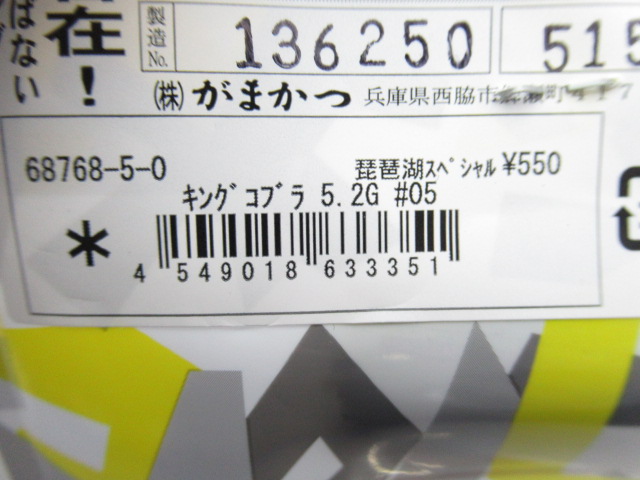 在!
ばない
製造No.
136250
515
(株)がまかつ 兵庫県西脇市
68768-5-0
琵琶湖ｽﾍﾟｼｬﾙ ¥550
ｷﾝｸﾞｺﾌﾞﾗ 5.2G #05
*
4 549018 633351